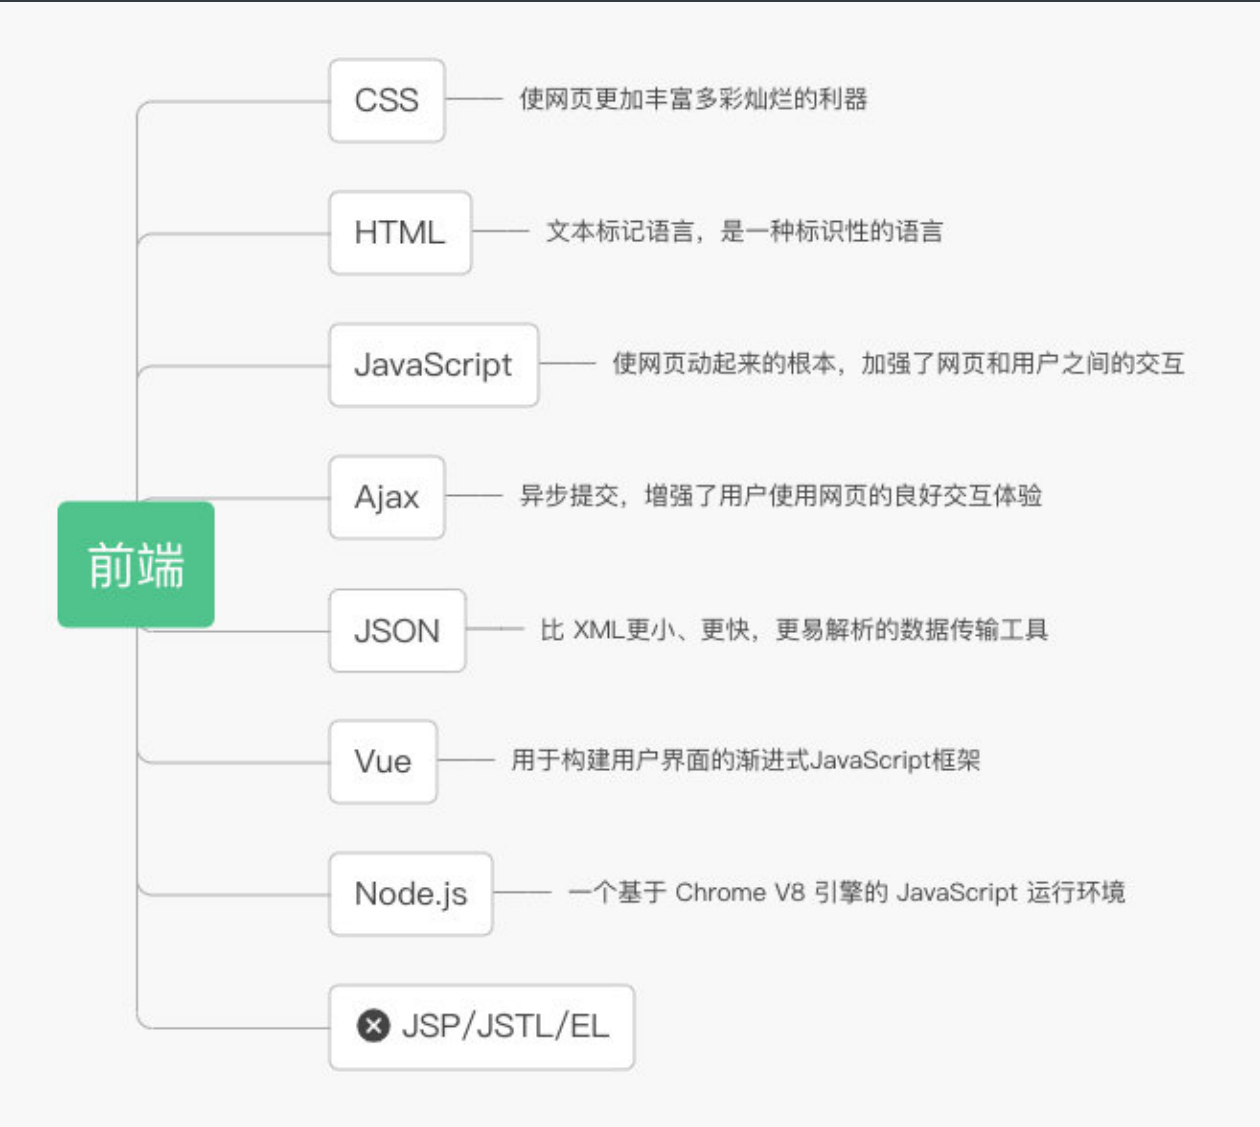 CSS 使网页更加丰富多彩灿烂的利器
HTML 文本标记语言，是一种标识性的语言
JavaScript 使网页动起来的根本，加强了网页和用户之间的交互
Ajax 异步提交，增强了用户使用网页的良好交互体验
前端
JSON 比 XML更小、更快，更易解析的数据传输工具
Vue 用于构建用户界面的渐进式JavaScript框架
Node.js 一个基于 Chrome V8 引擎的 JavaScript 运行环境
JSP/JSTL/EL